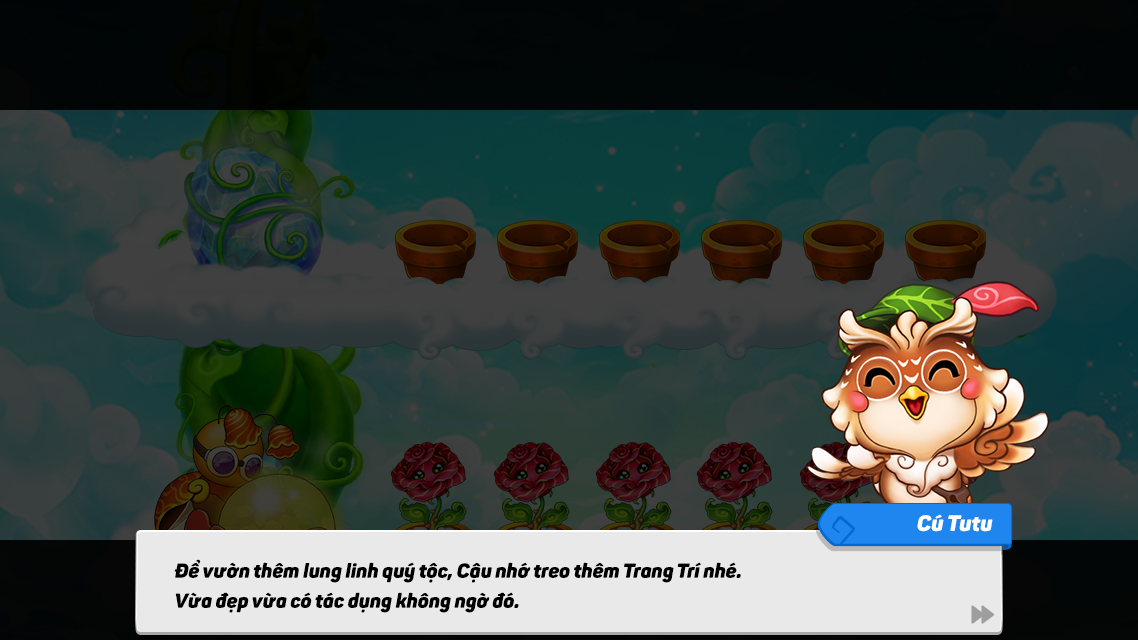 Cú Tutu
Để vườn thêm lung linh quý tộc, Cậu nhớ treo thêm Trang Trí nhé.
Vừa đẹp vừa có tác dụng không ngờ đó.